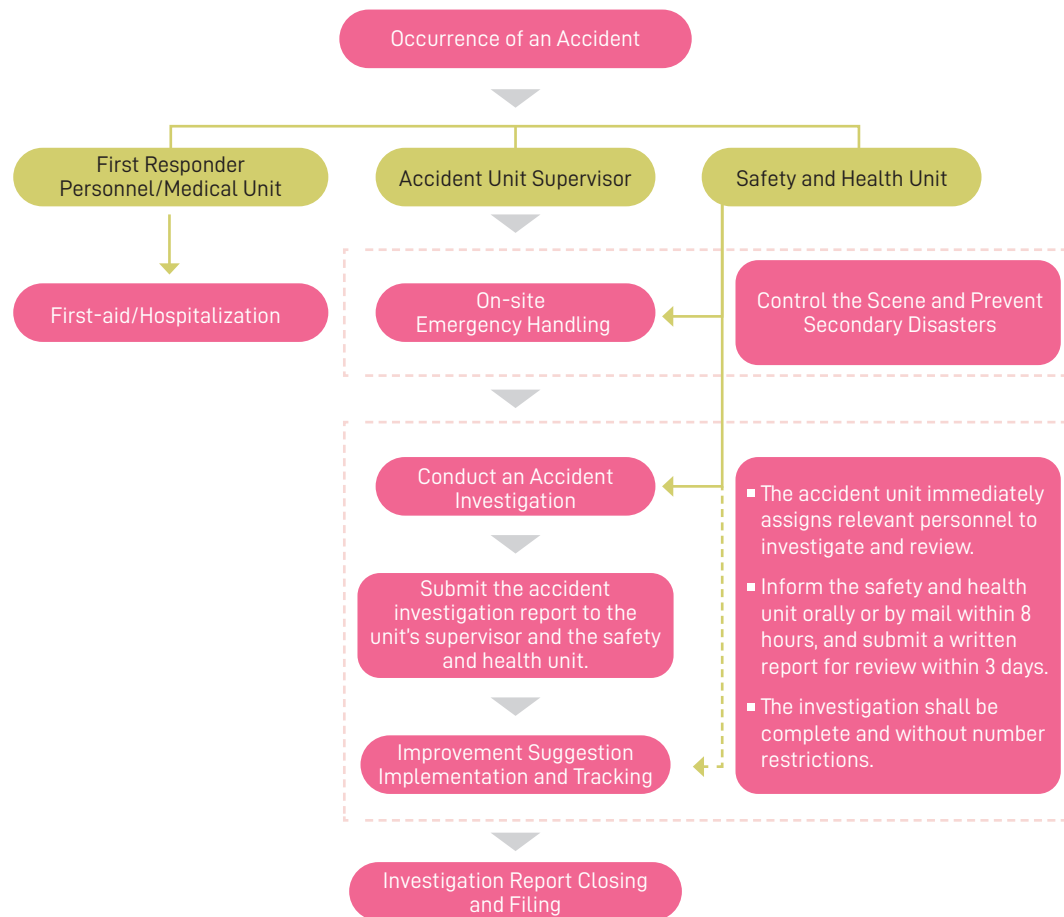 Occurrence of an Accident
First Responder
Personnel/Medical Unit
Accident Unit Supervisor
Safety and Health Unit
First-aid/Hospitalization
On-site
Emergency Handling
Control the Scene and Prevent
Secondary Disasters
Conduct an Accident
Investigation
Submit the accident
investigation report to the
unit's supervisor and the safety
and health unit.
Improvement Suggestion
Implementation and Tracking
The accident unit immediately
assigns relevant personnel to
investigate and review.
Inform the safety and health
unit orally or by mail within 8
hours, and submit a written
report for review within 3 days.
The investigation shall be
complete and without number
restrictions.
Investigation Report Closing
and Filing